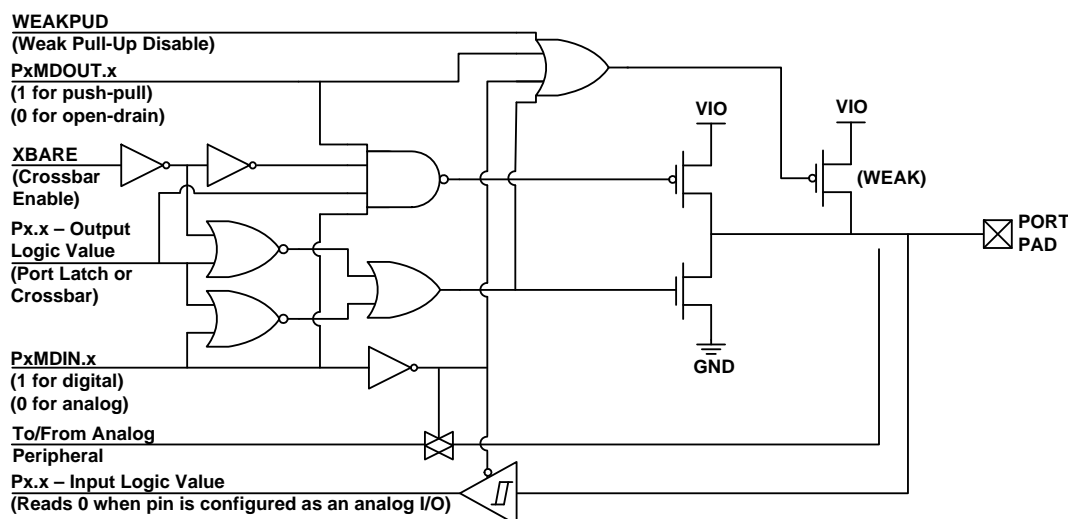 WEAKPUD
(Weak Pull-Up Disable)
PxMDOUT.x
(1 for push-pull)
(0 for open-drain)
XBARE
(Crossbar
Enable)
Px.x – Output
Logic Value
(Port Latch or
Crossbar)
PxMDIN.x
(1 for digital)
(0 for analog)
To/From Analog
Peripheral
Px.x – Input Logic Value
(Reads 0 when pin is configured as an analog I/O)
VIO
VIO
(WEAK)
PORT
PAD
GND